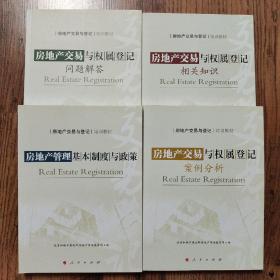 《房地产交易与登记》培训教材
房地产交易与权属登记
问题解答
Real Estate Registration
《房地产交易与登记》培训教材
房地产交易与权属登记
相关知识
Real Estate Registration
《房地产交易与登记》培训教材
房地产管理基本制度与政策
Real Estate Registration
人民出版社
《房地产交易与登记》培训教材
房地产交易与权属登记
Real Estate Registration
案例分析
人民出版社